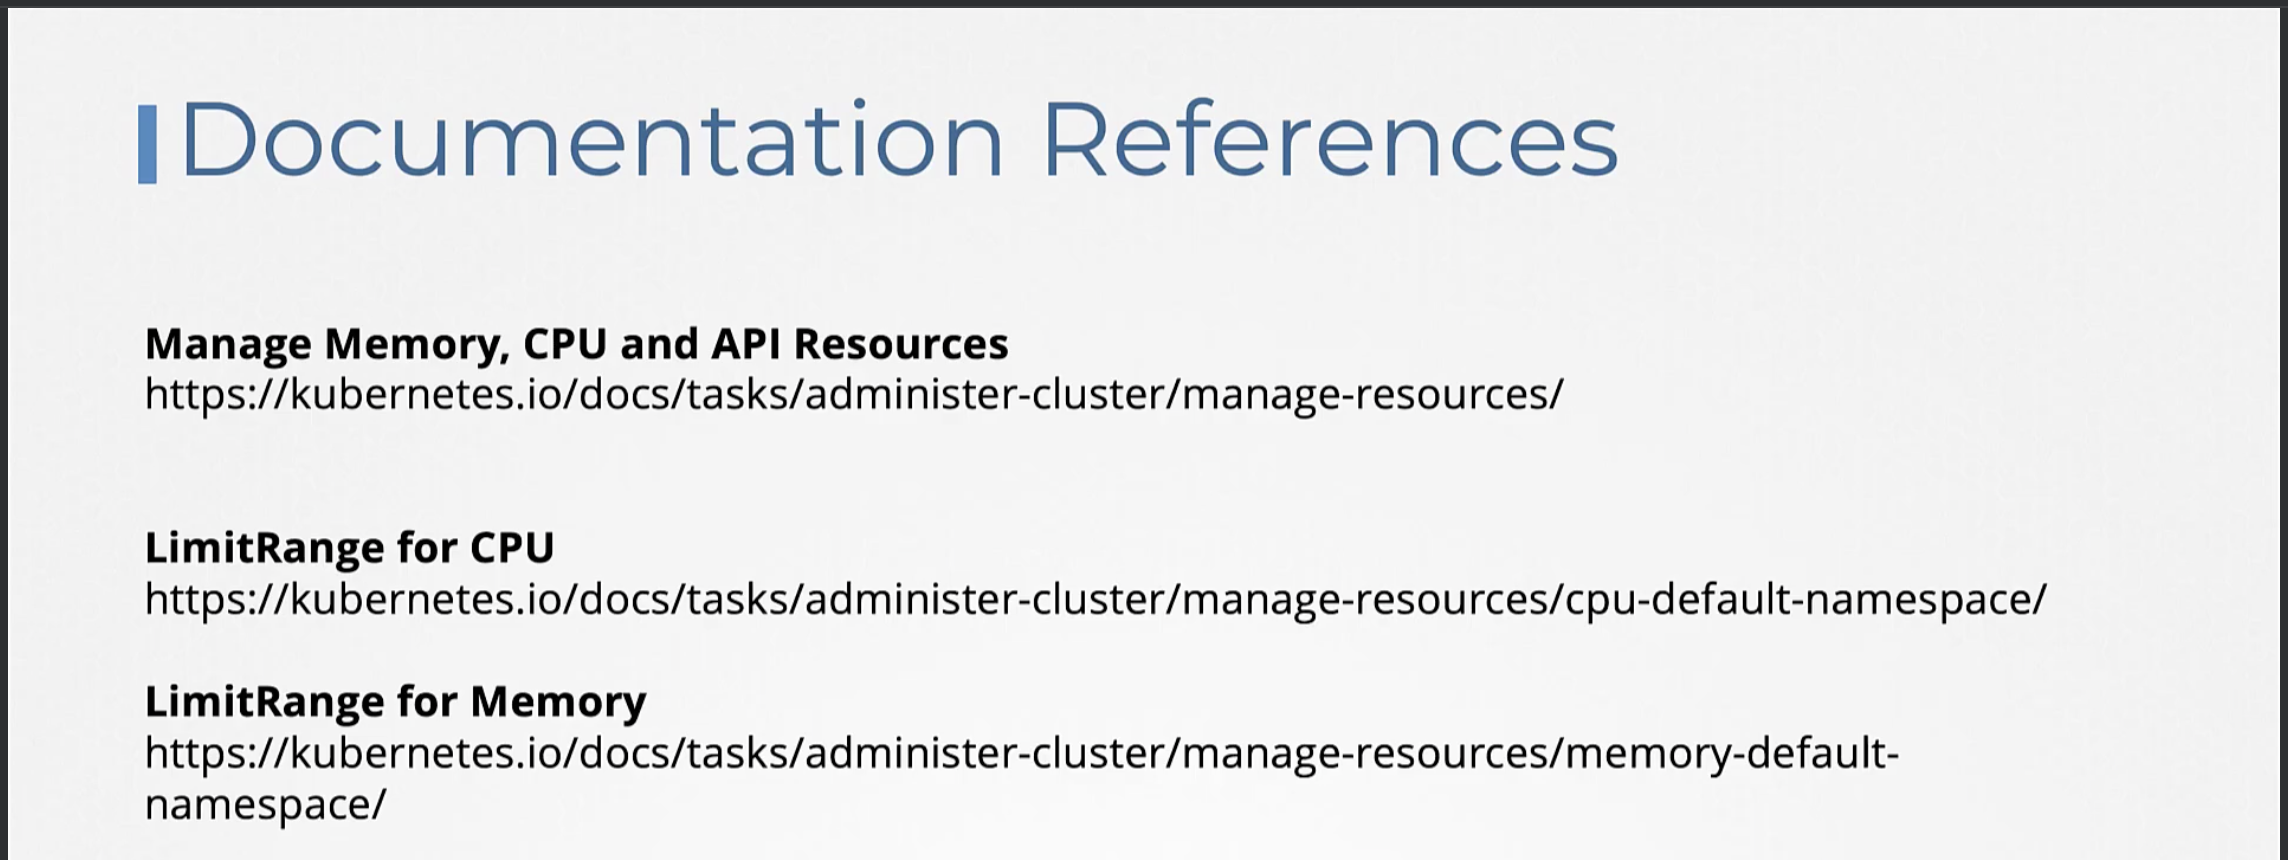 Documentation References
Manage Memory, CPU and API Resources
https://kubernetes.io/docs/tasks/administer-cluster/manage-resources/
LimitRange for CPU
https://kubernetes.io/docs/tasks/administer-cluster/manage-resources/cpu-default-namespace/
LimitRange for Memory
https://kubernetes.io/docs/tasks/administer-cluster/manage-resources/memory-default-
namespace/